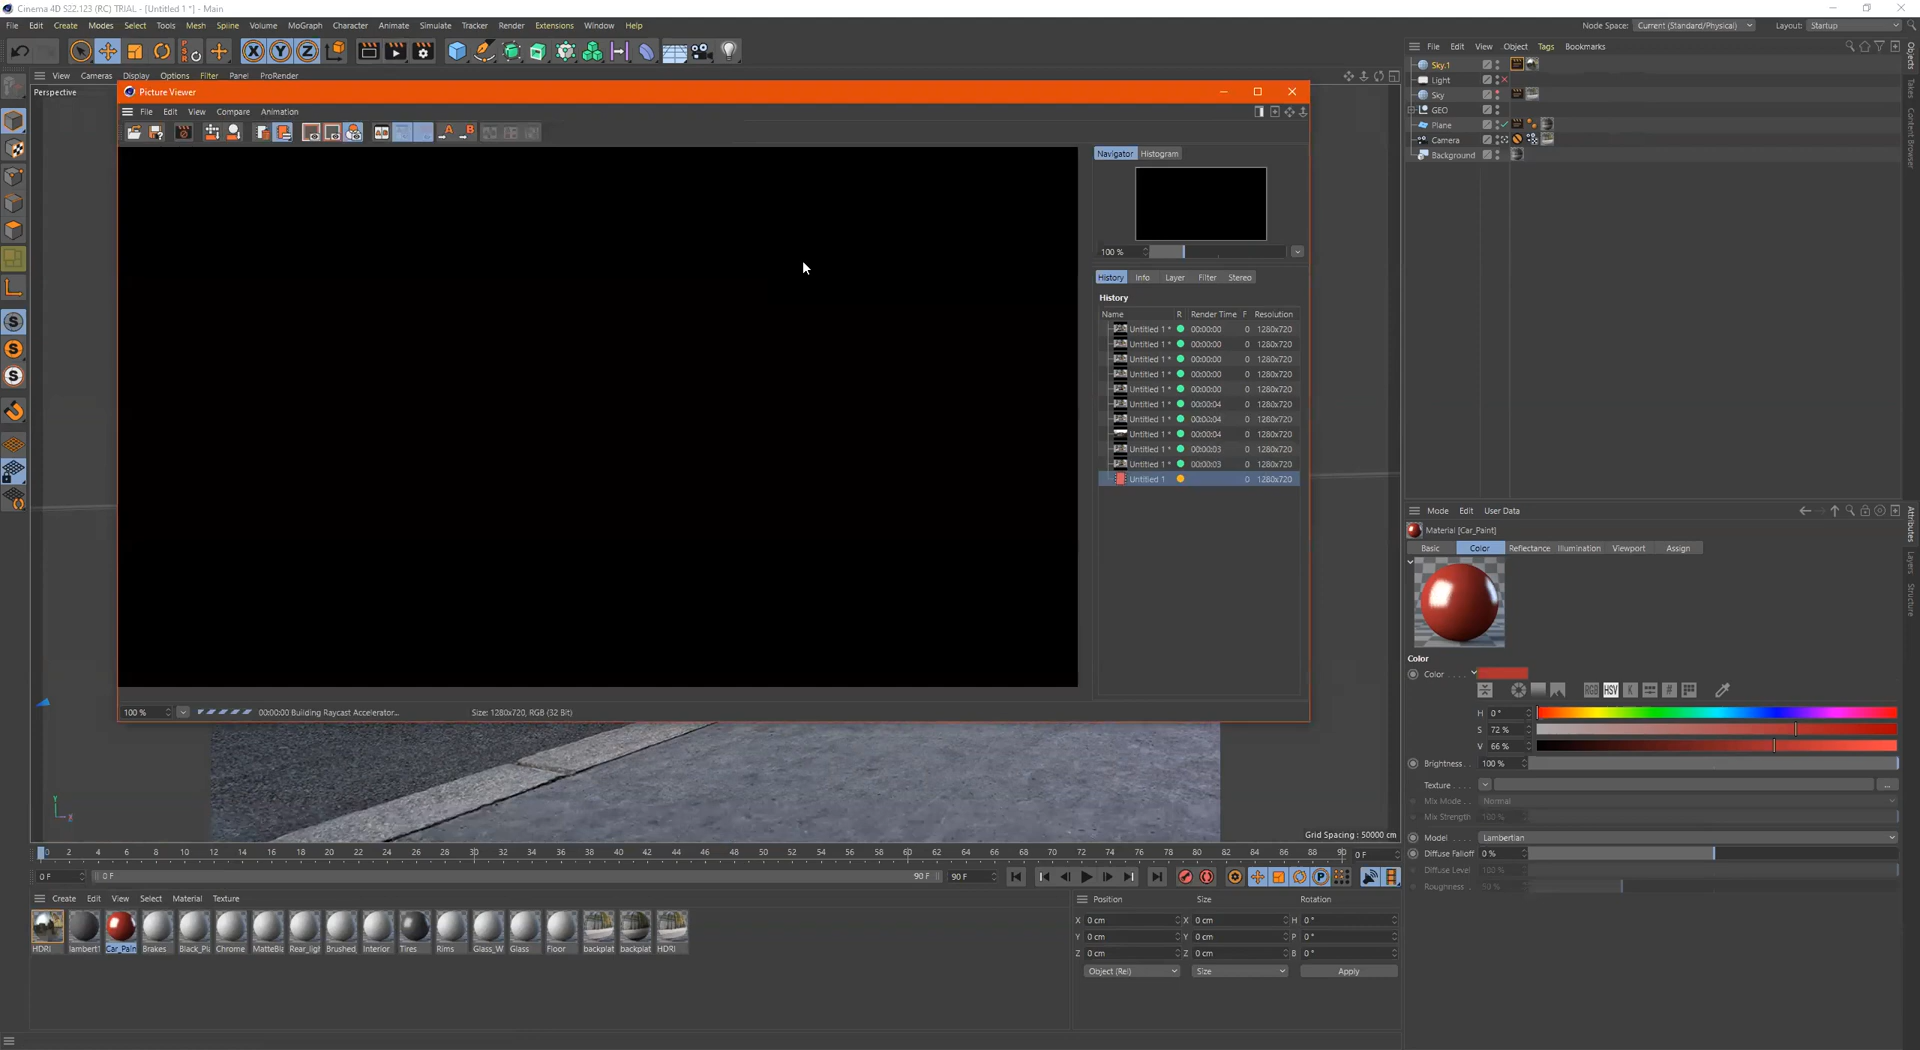 Cinema 4D S22.123 (RC) TRIAL - [Untitled 1 *] - Main
File Edit Create Modes Select Tools Mesh Spline Volume MoGraph Character Animate Simulate Tracker Render Extensions Window Help
Node Space: Current (Standard/Physical) Layout: Startup
File Edit View Object Tags Bookmarks
View Cameras Display Options Filter Panel ProRender
Perspective
Picture Viewer
File Edit View Compare Animation
A B
Navigator Histogram
100 %
History Info Layer Filter Stereo
History
Name R Render Time F Resolution
Untitled 1 * 00:00:00 0 1280x720
Untitled 1 * 00:00:00 0 1280x720
Untitled 1 * 00:00:00 0 1280x720
Untitled 1 * 00:00:00 0 1280x720
Untitled 1 * 00:00:00 0 1280x720
Untitled 1 * 00:00:04 0 1280x720
Untitled 1 * 00:00:04 0 1280x720
Untitled 1 * 00:00:04 0 1280x720
Untitled 1 * 00:00:03 0 1280x720
Untitled 1 * 00:00:03 0 1280x720
Untitled 1 0 1280x720
100 % 00:00:00 Building Raycast Accelerator... Size: 1280x720, RGB (32 Bit)
Sky.1
Light
Sky
GEO
Plane
Camera
Background
Objects
Takes
Content Browser
Mode Edit User Data
Attributes
Layers
Structure
Material [Car_Paint]
Basic Color Reflectance Illumination Viewport Assign
Color
Color . . . .
RGB HSV K #
H 0 °
S 72 %
V 66 %
Brightness . . 100 %
Texture . . . . ...
Mix Mode . . Normal
Mix Strength 100 %
Model . . . . Lambertian
Diffuse Falloff 0 %
Diffuse Level 100 %
Roughness . 50 %
Y
X
Grid Spacing : 50000 cm
0 2 4 6 8 10 12 14 16 18 20 22 24 26 28 30 32 34 36 38 40 42 44 46 48 50 52 54 56 58 60 62 64 66 68 70 72 74 76 78 80 82 84 86 88 90 0 F
0 F 0 F 90 F 90 F
Create Edit View Select Material Texture
HDRI lambert1 Car_Pain Brakes Black_Pl Chrome MatteBla Rear_ligh Brushed_ Interior Tires Rims Glass_W Glass Floor backplat backplat HDRI
Position Size Rotation
X 0 cm X 0 cm H 0 °
Y 0 cm Y 0 cm P 0 °
Z 0 cm Z 0 cm B 0 °
Object (Rel) Size Apply